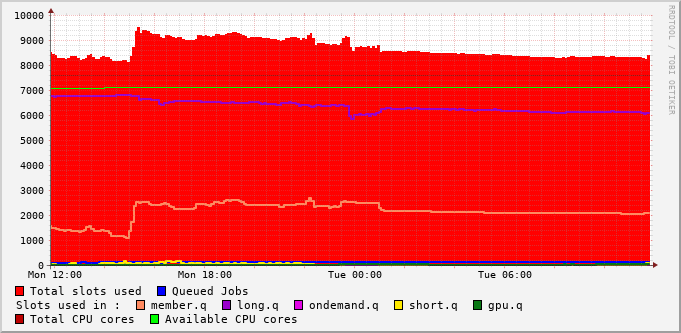 10000
9000
8000
7000
6000
5000
4000
3000
2000
1000
0
Mon 12:00 Mon 18:00 Tue 00:00 Tue 06:00
RRDTOOL / TOBI OETIKER
Total slots used Queued Jobs
Slots used in : member.q long.q ondemand.q short.q gpu.q
Total CPU cores Available CPU cores